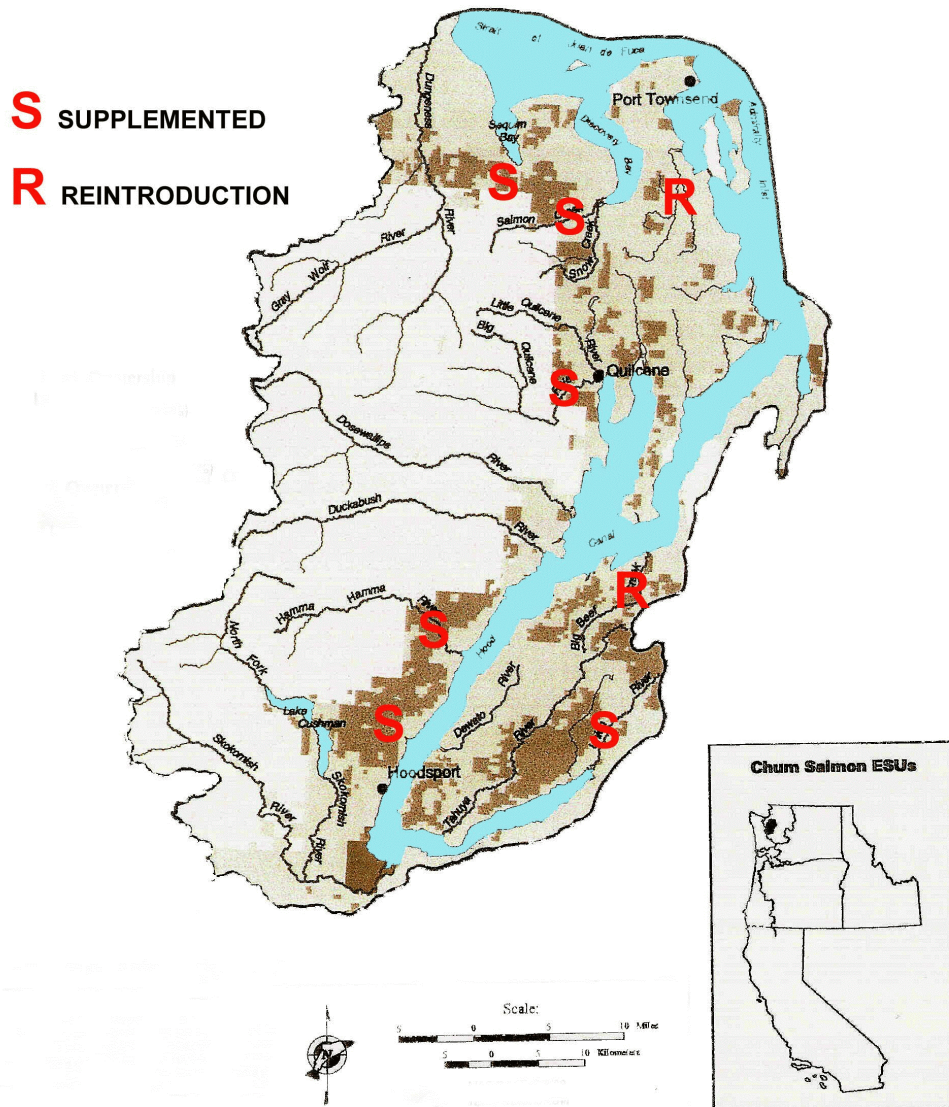 S SUPPLEMENTED
R REINTRODUCTION
Strait of Juan de Fuca
Port Townsend
Admiralty Inlet
Discovery Bay
Sequim
Bay
Dungeness
River
S
S
R
Salmon
Creek
Snow
Gray Wolf River
Little Quilcene
River
Big Quilcene
S
Quilcene
Dosewallips River
Duckabush River
Hood Canal
R
Big Beef
Hamma Hamma River
S
North Fork
Lake
Cushman
S
Dewato River
Tahuya River
S
River
Skokomish River
Skokomish River
Hoodsport
Chum Salmon ESUs
N
Scale:
5 0 5 10 Miles
5 0 5 10 Kilometers